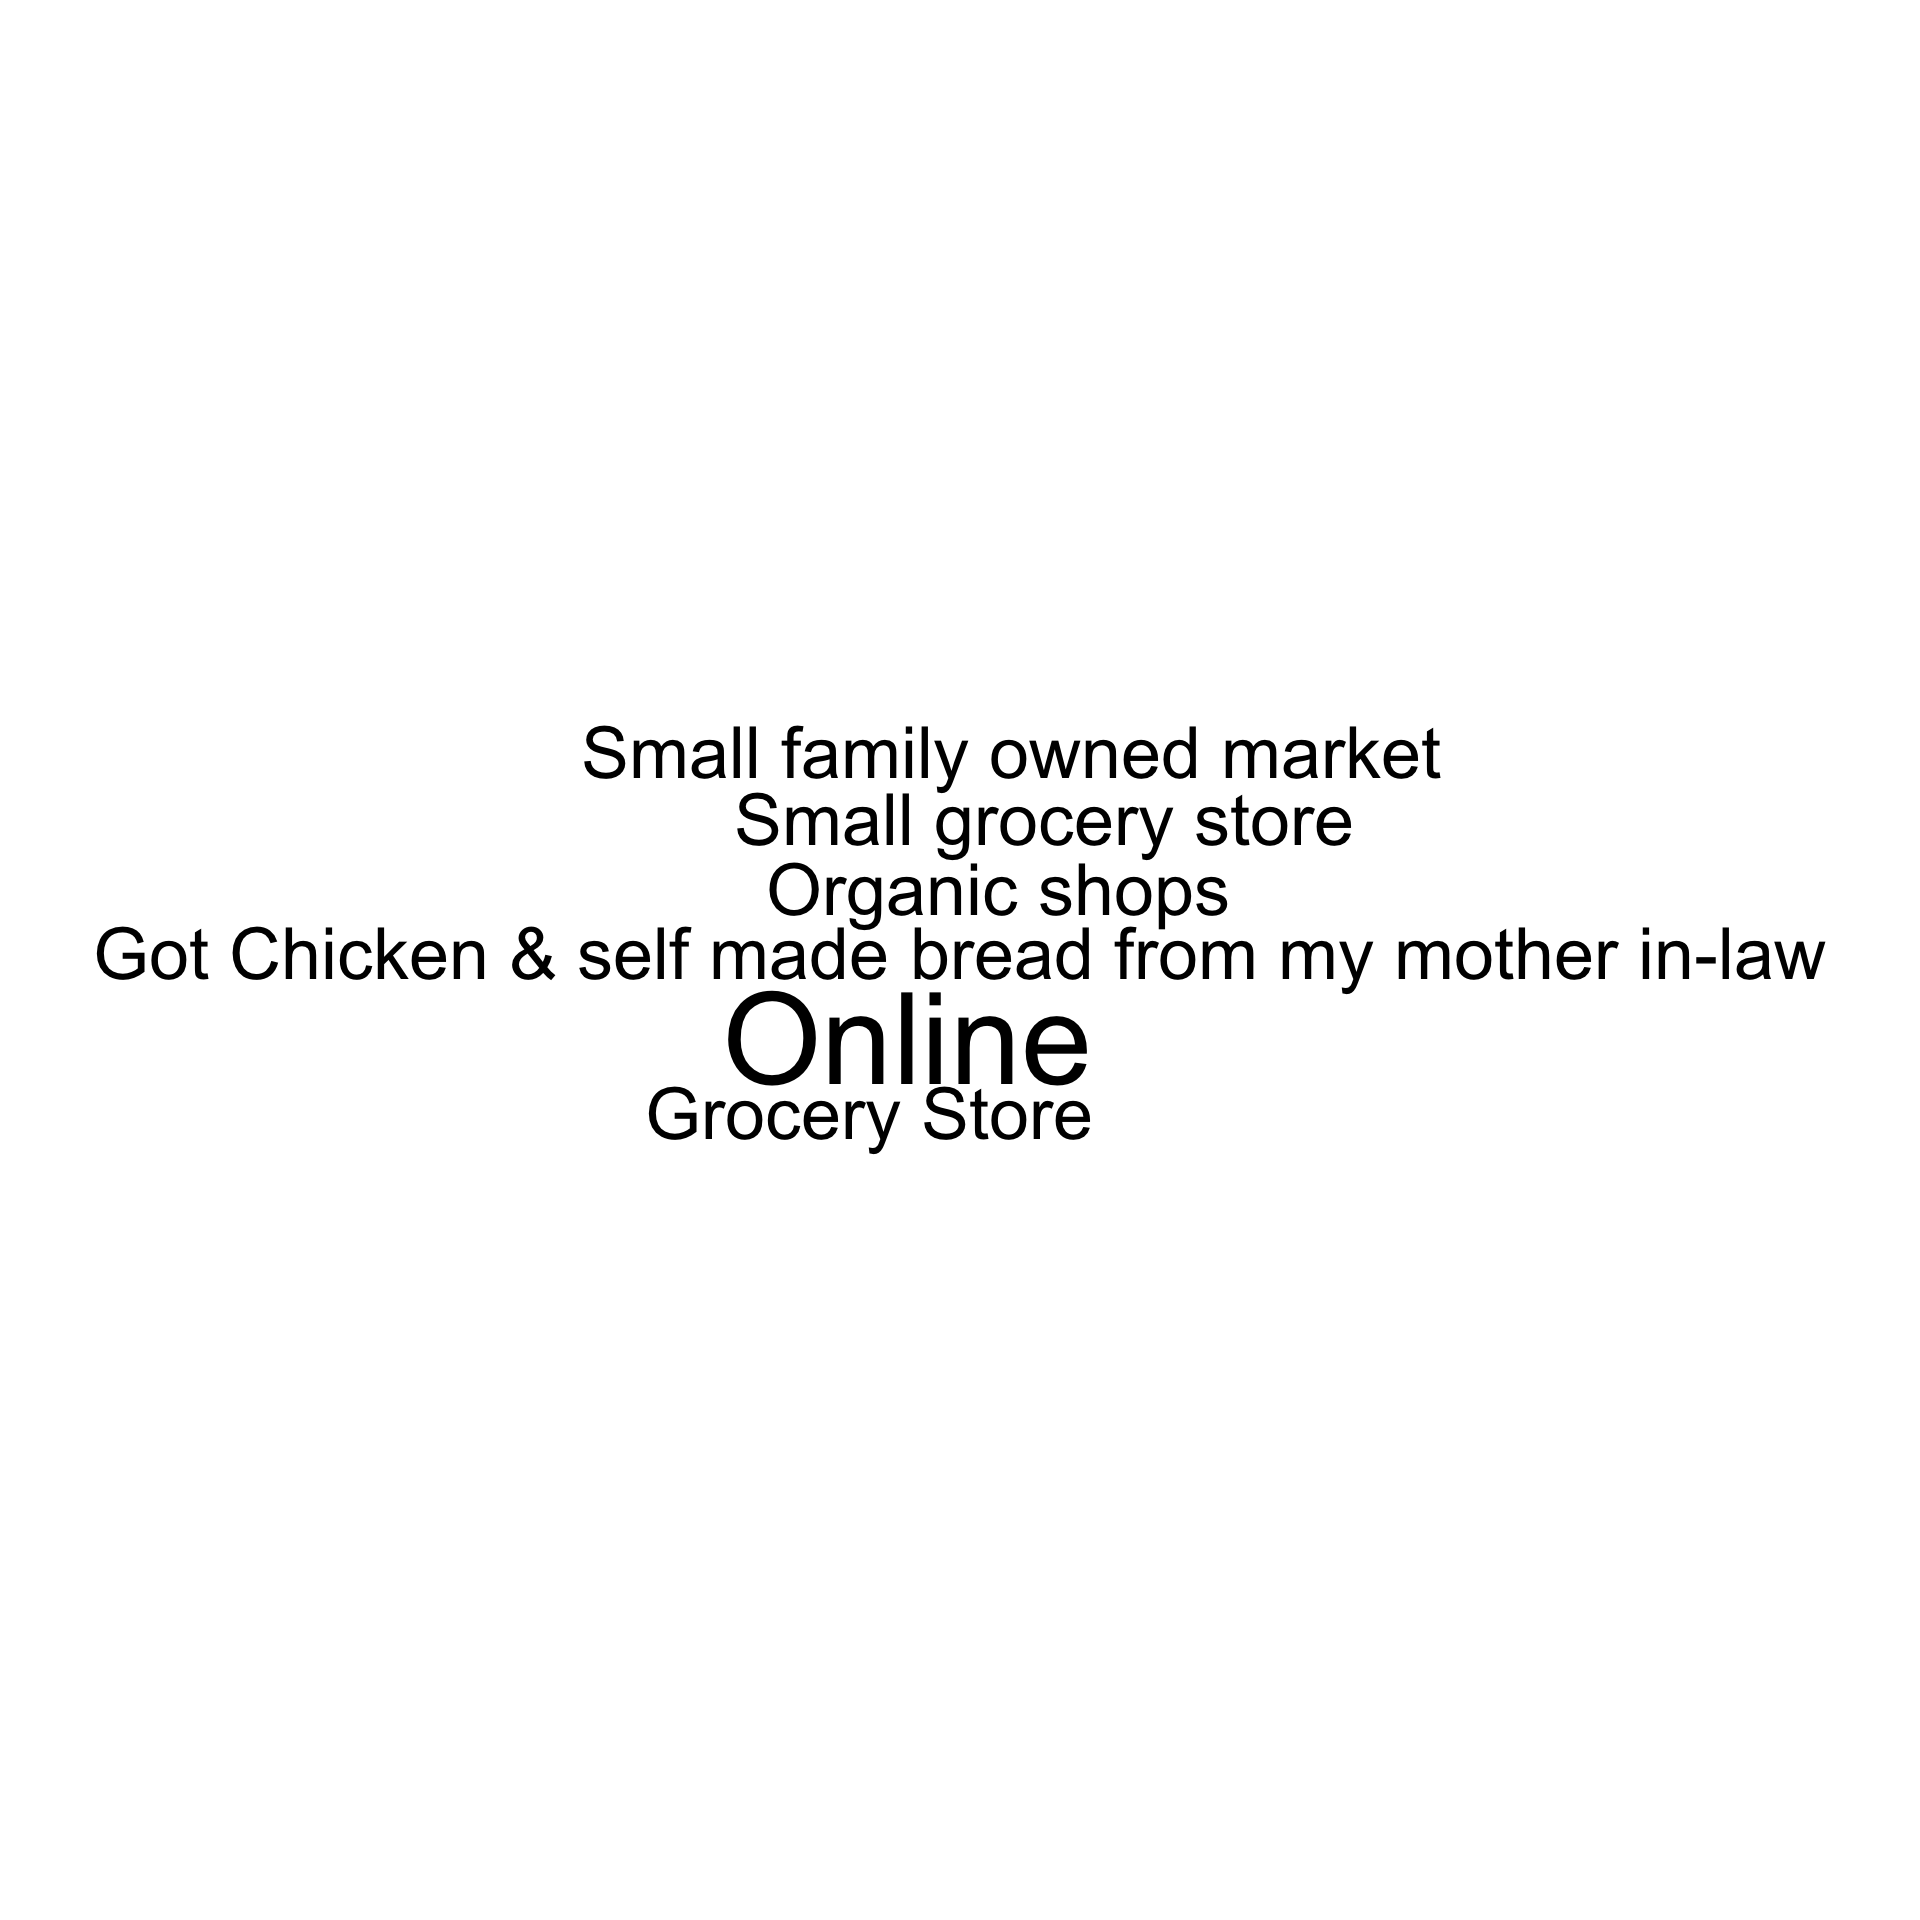 Small family owned market
Small grocery store
Organic shops
Got Chicken & self made bread from my mother in-law
Online
Grocery Store